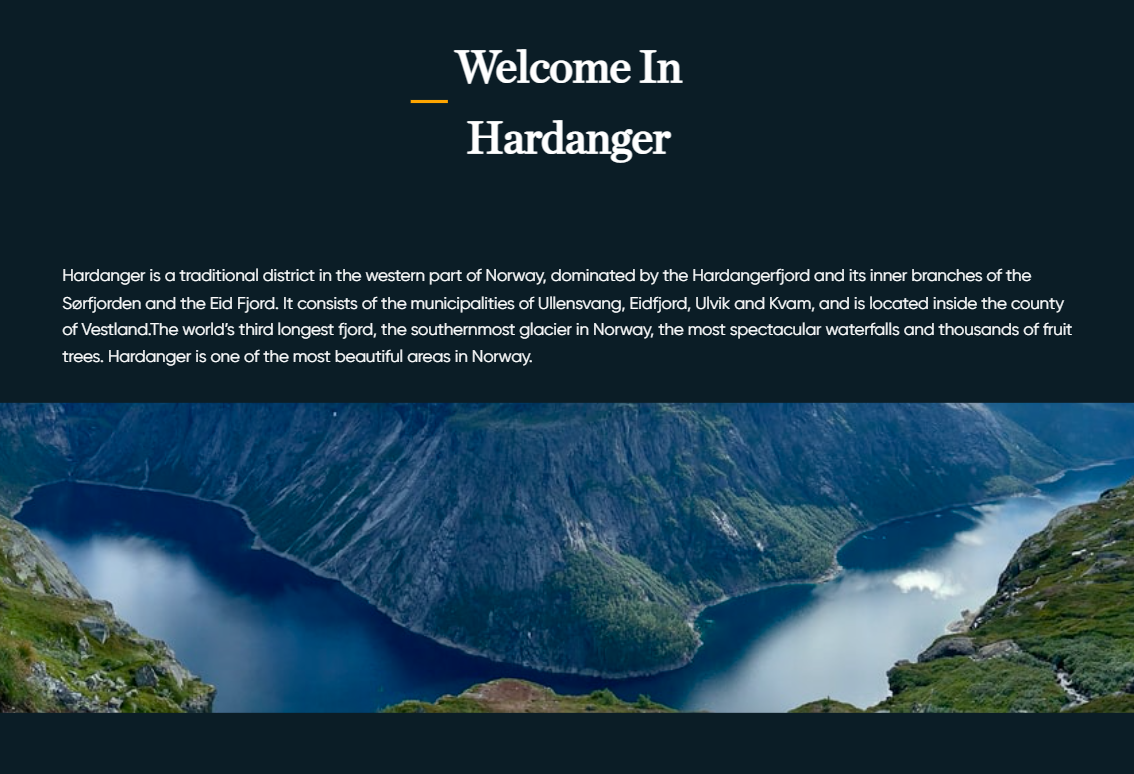 Welcome In
Hardanger
Hardanger is a traditional district in the western part of Norway, dominated by the Hardangerfjord and its inner branches of the
Sørfjorden and the Eid Fjord. It consists of the municipalities of Ullensvang, Eidfjord, Ulvik and Kvam, and is located inside the county
of Vestland.The world’s third longest fjord, the southernmost glacier in Norway, the most spectacular waterfalls and thousands of fruit
trees. Hardanger is one of the most beautiful areas in Norway.